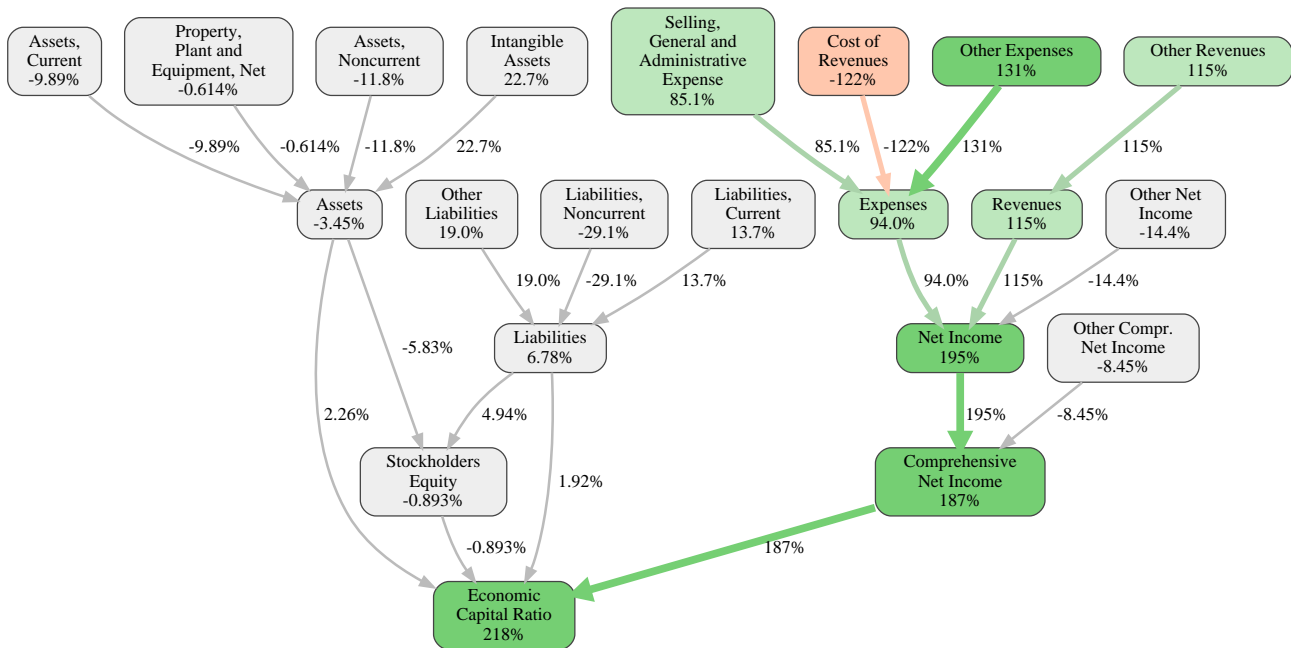 Assets,
Current
-9.89%
Property,
Plant and
Equipment, Net
-0.614%
Assets,
Noncurrent
-11.8%
Intangible
Assets
22.7%
Selling,
General and
Administrative
Expense
85.1%
Cost of
Revenues
-122%
Other Expenses
131%
Other Revenues
115%
-9.89%
-0.614%
-11.8%
22.7%
85.1%
-122%
131%
115%
Assets
-3.45%
Other
Liabilities
19.0%
Liabilities,
Noncurrent
-29.1%
Liabilities,
Current
13.7%
Expenses
94.0%
Revenues
115%
Other Net
Income
-14.4%
19.0%
-29.1%
13.7%
94.0%
115%
-14.4%
Liabilities
6.78%
Net Income
195%
Other Compr.
Net Income
-8.45%
-5.83%
2.26%
4.94%
195%
-8.45%
Stockholders
Equity
-0.893%
1.92%
Comprehensive
Net Income
187%
-0.893%
187%
Economic
Capital Ratio
218%